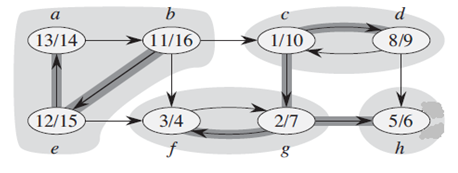 a b c d
13/14 11/16 1/10 8/9
12/15 3/4 2/7 5/6
e f g h